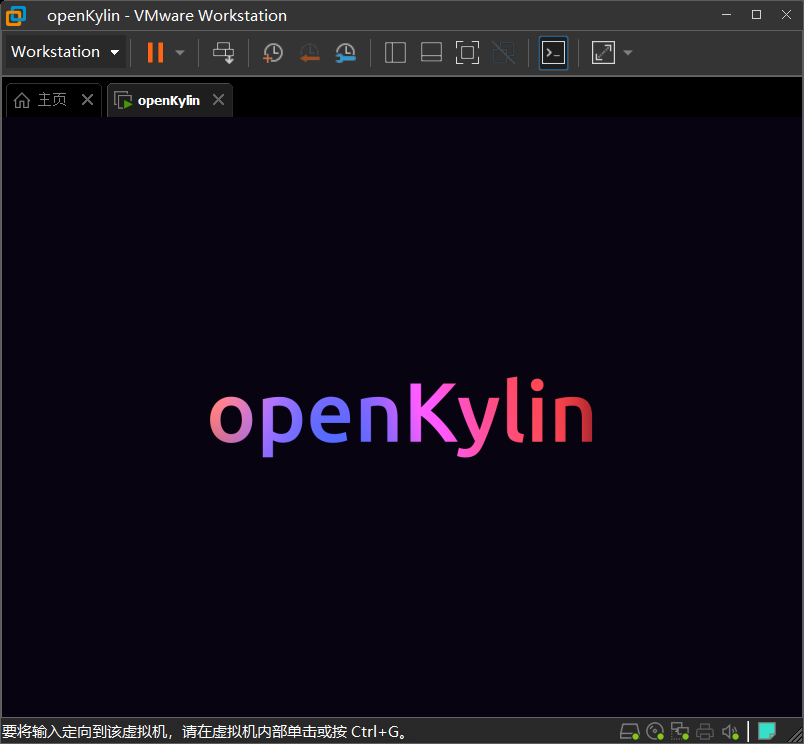 openKylin - VMware Workstation
Workstation
主页
openKylin
openKylin
要将输入定向到该虚拟机，请在虚拟机内部单击或按 Ctrl+G。